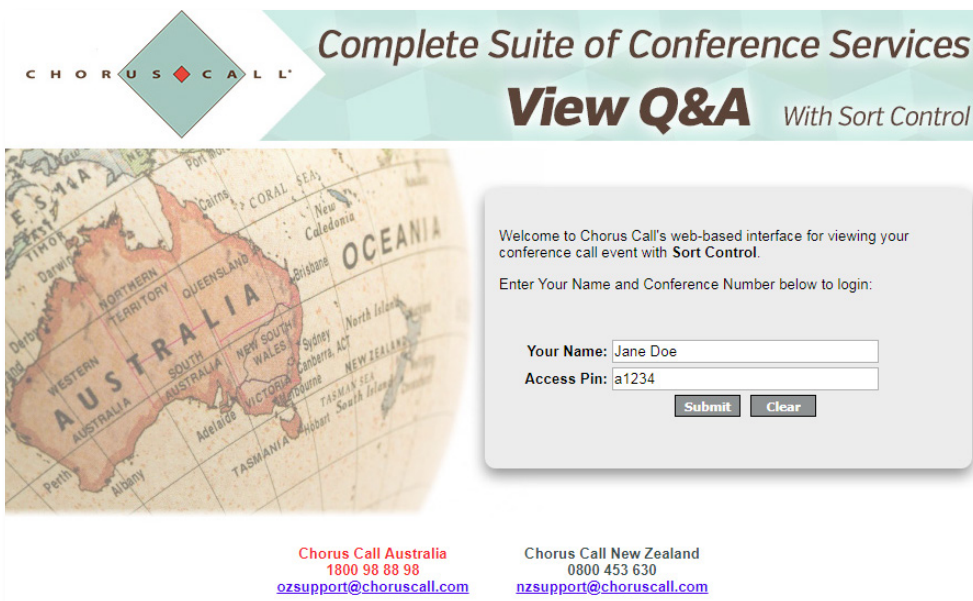 CHORUS CALL
Complete Suite of Conference Services
View Q&A With Sort Control
CORAL SEA
Cairns
New
Caledonia
OCEANIA
TIMOR
Darwin
Derby
NORTHERN
TERRITORY
QUEENSLAND
Brisbane
AUSTRALIA
WESTERN
AUSTRALIA
SOUTH
AUSTRALIA
NEW SOUTH
WALES
Sydney
Canberra, ACT
VICTORIA
Melbourne
North Island
NEW ZEALAND
TASMAN SEA
South Island
Adelaide
Hobart
TASMANIA
Perth
Albany
Welcome to Chorus Call's web-based interface for viewing your
conference call event with Sort Control.
Enter Your Name and Conference Number below to login:
Your Name: Jane Doe
Access Pin: a1234
Submit Clear
Chorus Call Australia
1800 98 88 98
ozsupport@choruscall.com
Chorus Call New Zealand
0800 453 630
nzsupport@choruscall.com